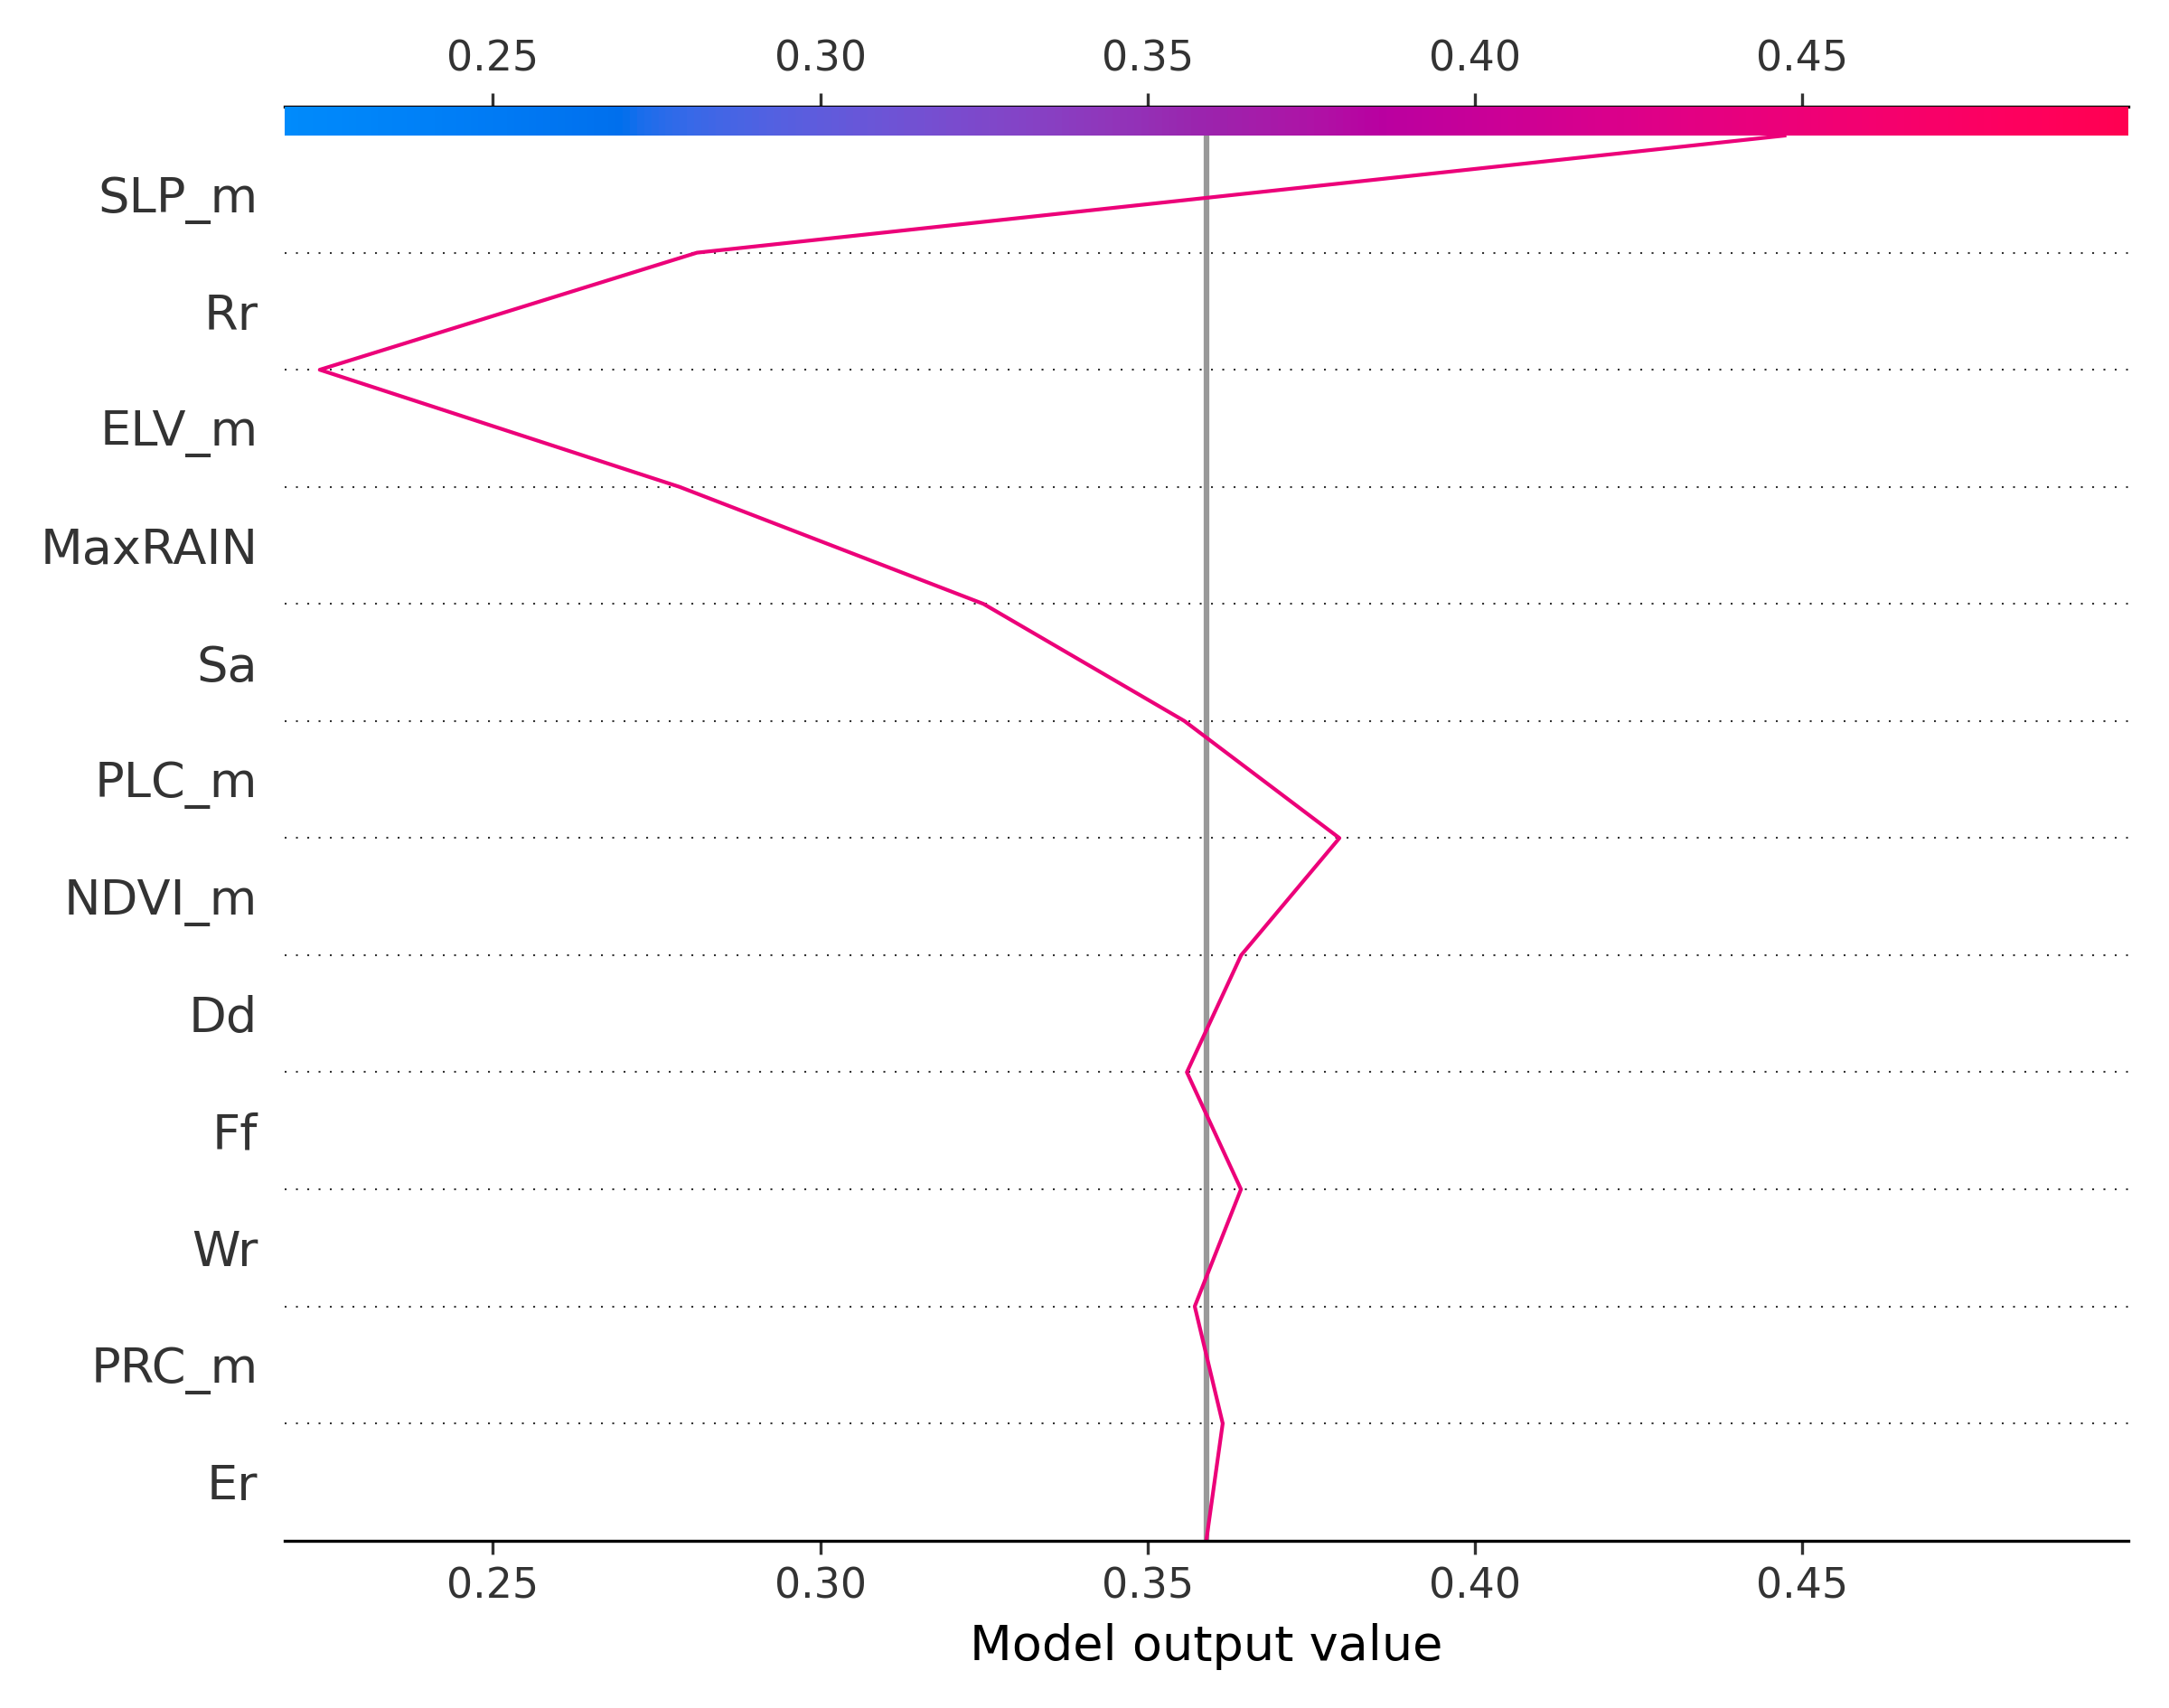 0.25 0.30 0.35 0.40 0.45
SLP_m
Rr
ELV_m
MaxRAIN
Sa
PLC_m
NDVI_m
Dd
Ff
Wr
PRC_m
Er
0.25 0.30 0.35 0.40 0.45
Model output value